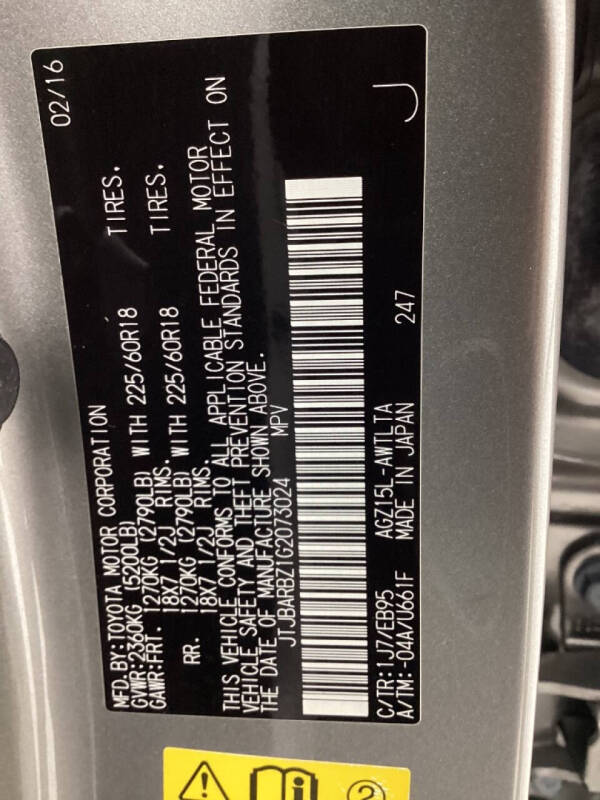 MFD.BY:TOYOTA MOTOR CORPORATION 02/16
GVWR:2360KG (5200LB)
GAWR:FRT. 1270KG (2790LB) WITH 225/60R18 TIRES.
18X7 1/2J RIMS.
RR. 1270KG (2790LB) WITH 225/60R18 TIRES.
18X7 1/2J RIMS.
THIS VEHICLE CONFORMS TO ALL APPLICABLE FEDERAL MOTOR
VEHICLE SAFETY AND THEFT PREVENTION STANDARDS IN EFFECT ON
THE DATE OF MANUFACTURE SHOWN ABOVE.
JTJBARBZ1G2073024 MPV
C/TR:1J7/EB95 AGZ15L-AWTLTA
A/TM:-04A/U661F MADE IN JAPAN 247 J
2